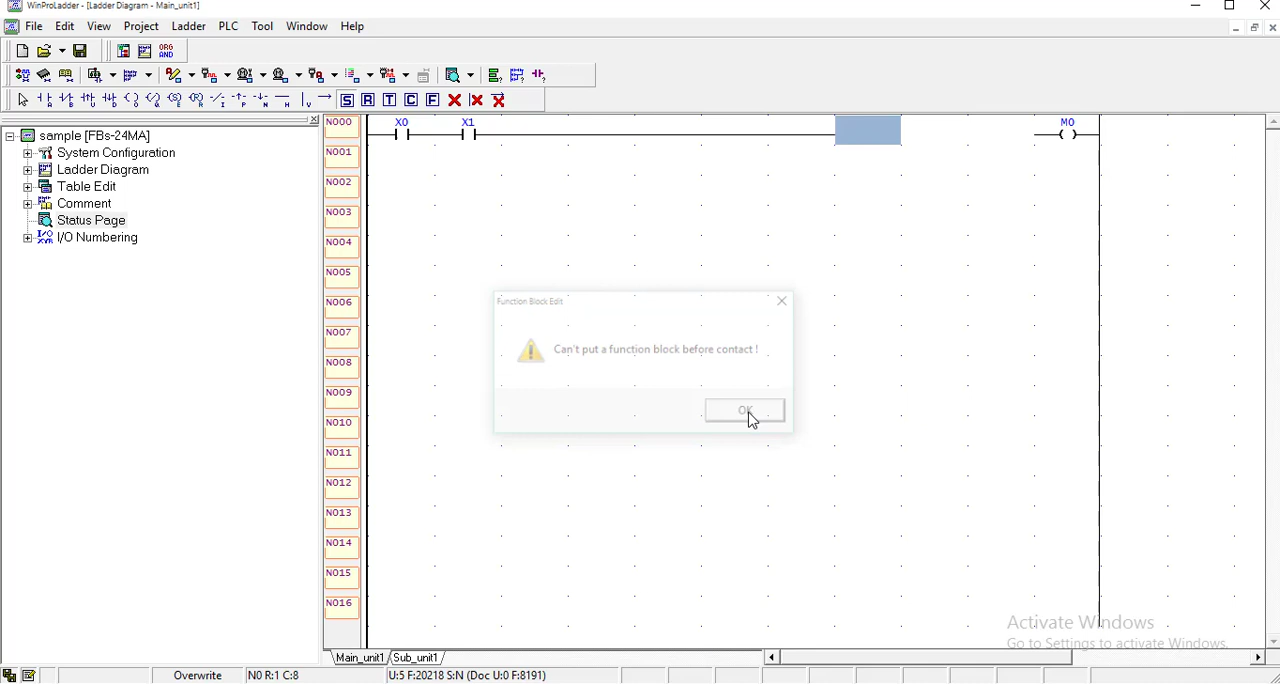 WinProLadder - [Ladder Diagram - Main_unit1]
File Edit View Project Ladder PLC Tool Window Help
ORG
AND
A B U D S R P N H V S R T C F
sample [FBs-24MA]
System Configuration
Ladder Diagram
Table Edit
Comment
Status Page
I/O Numbering
N000 X0 X1 M0
N001
N002
N003
N004
N005
Function Block Edit
N006
N007
Can't put a function block before contact !
N008
N009
OK
N010
N011
N012
N013
N014
N015
N016
Activate Windows
Go to Settings to activate Windows.
Main_unit1 Sub_unit1
Overwrite N0 R:1 C:8 U:5 F:20218 S:N (Doc U:0 F:8191)